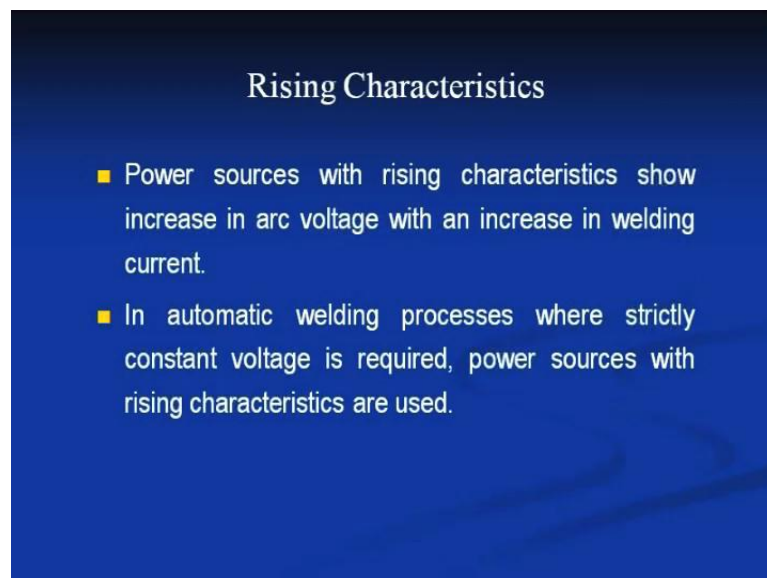 Rising Characteristics
Power sources with rising characteristics show
increase in arc voltage with an increase in welding
current.
In automatic welding processes where strictly
constant voltage is required, power sources with
rising characteristics are used.